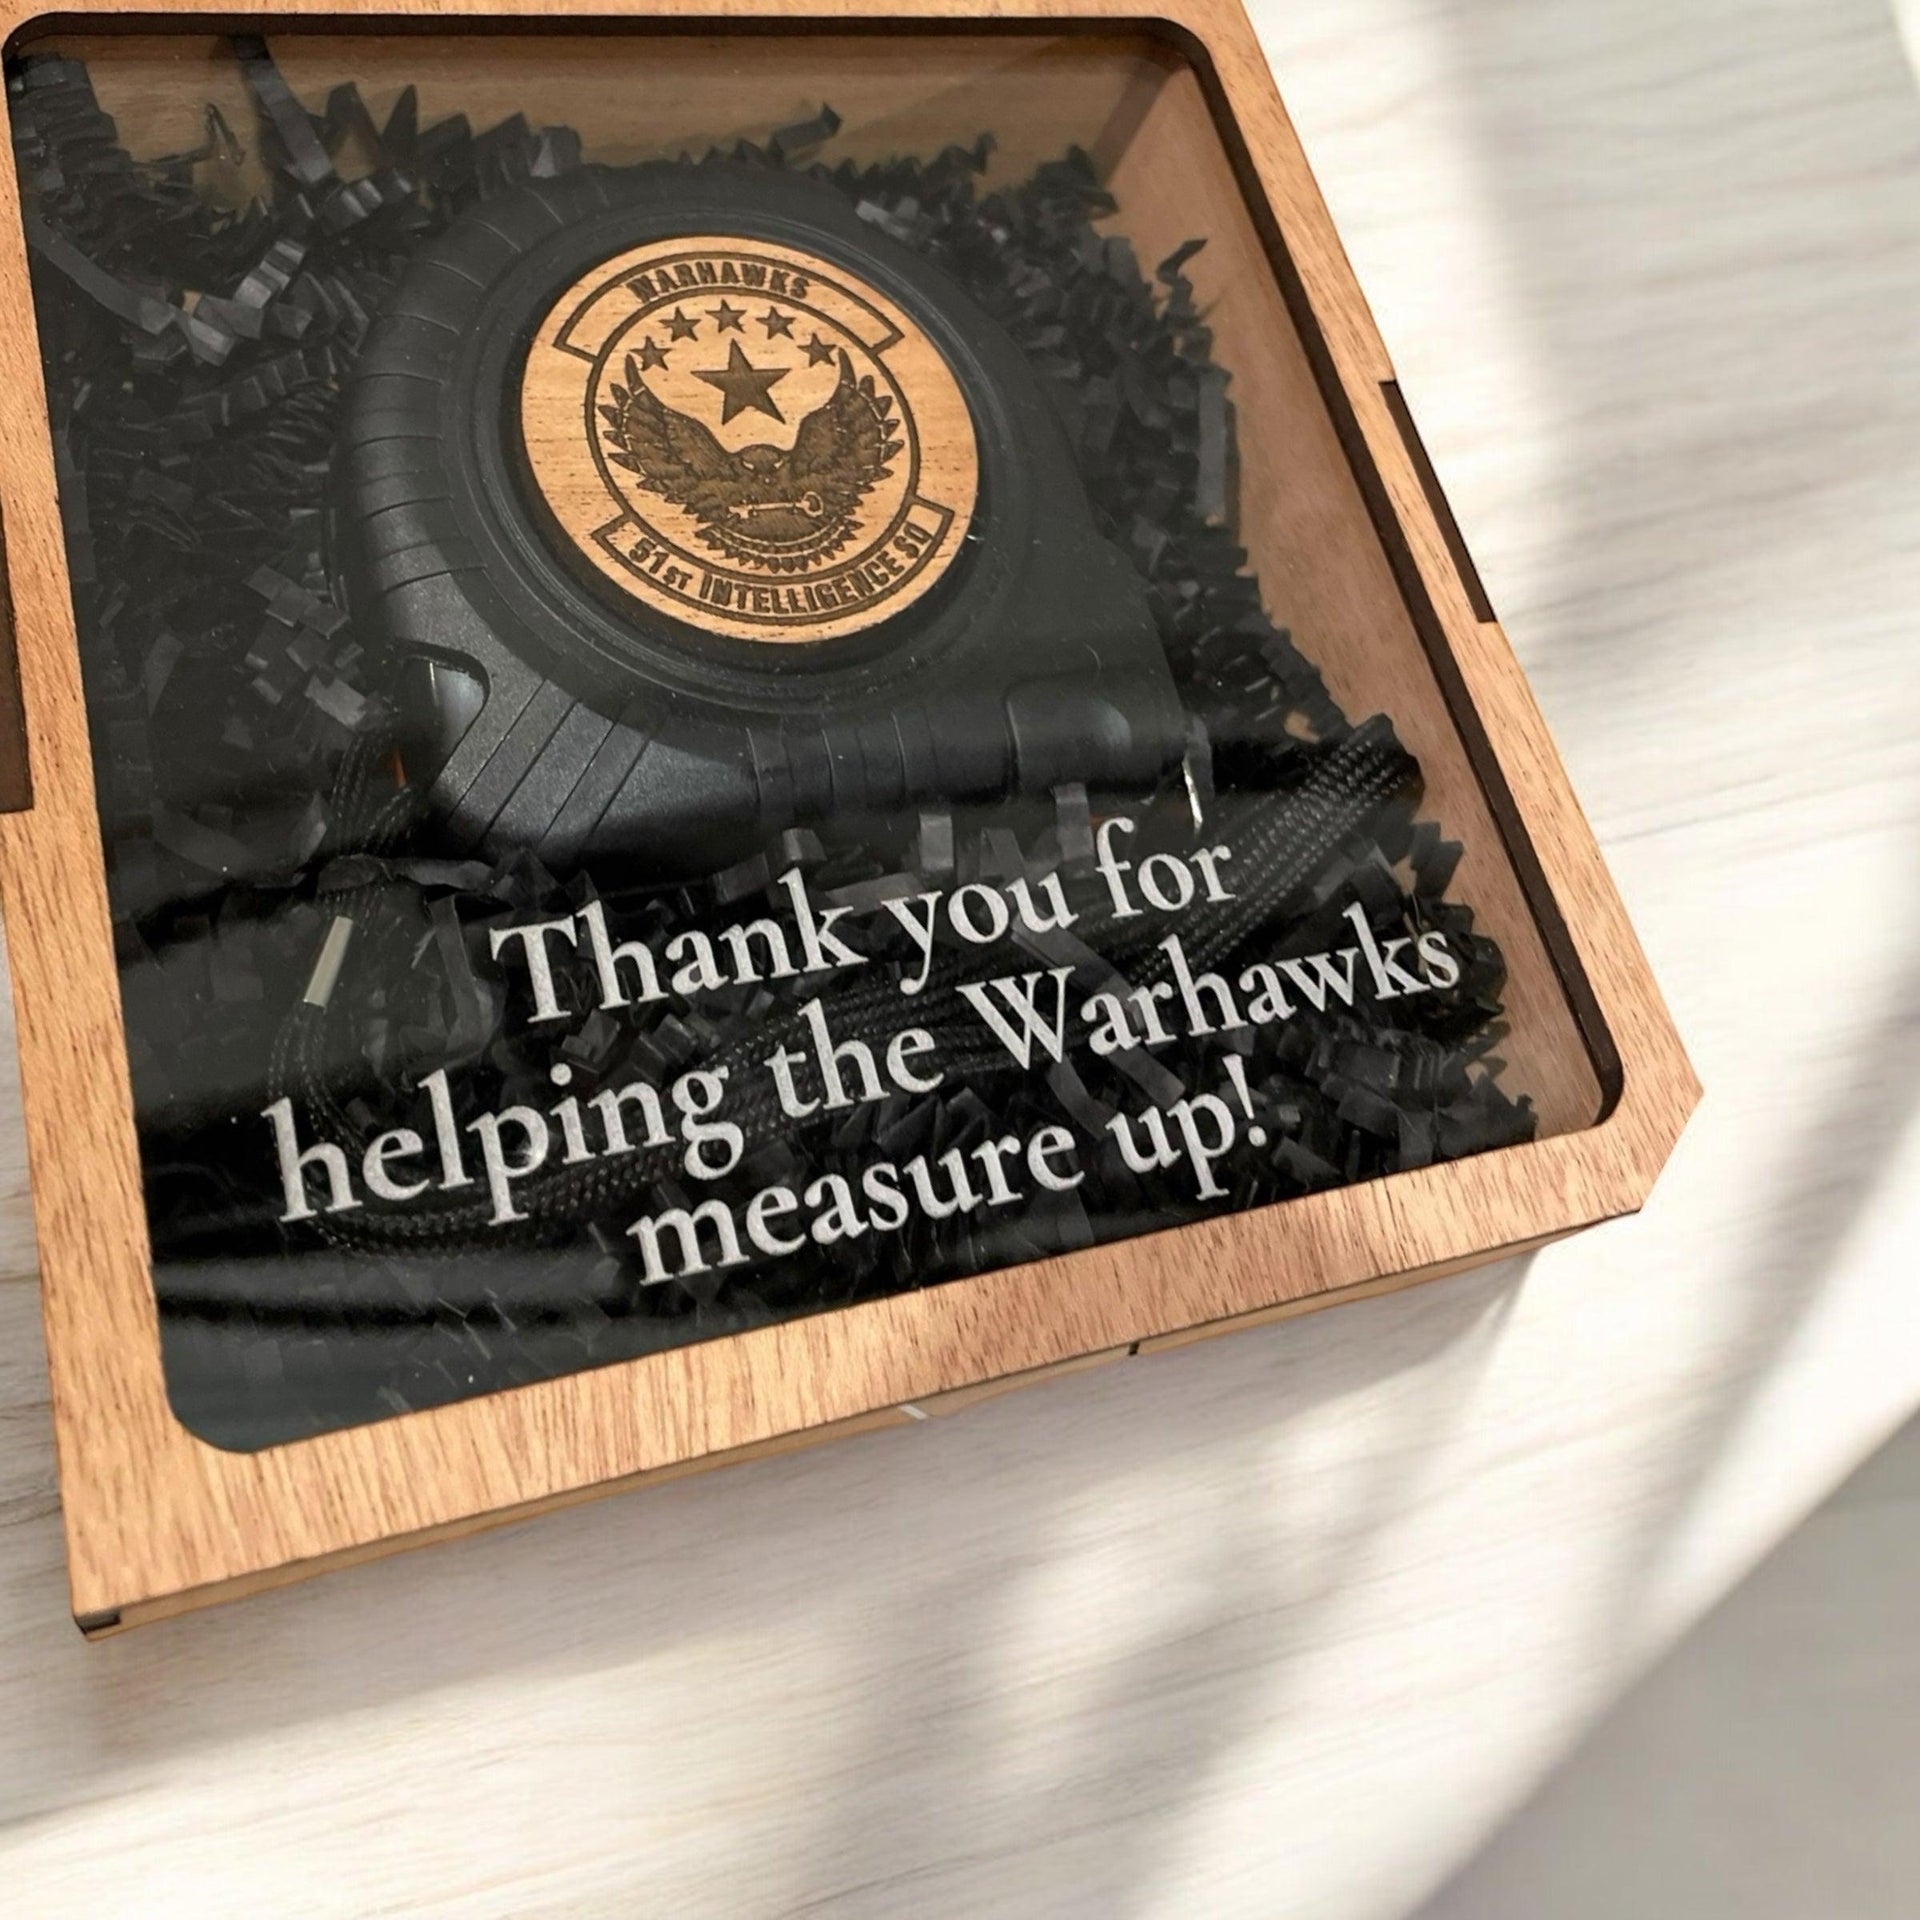 WARHAWKS
51ST INTELLIGENCE SQ
Thank you for
helping the Warhawks
measure up!